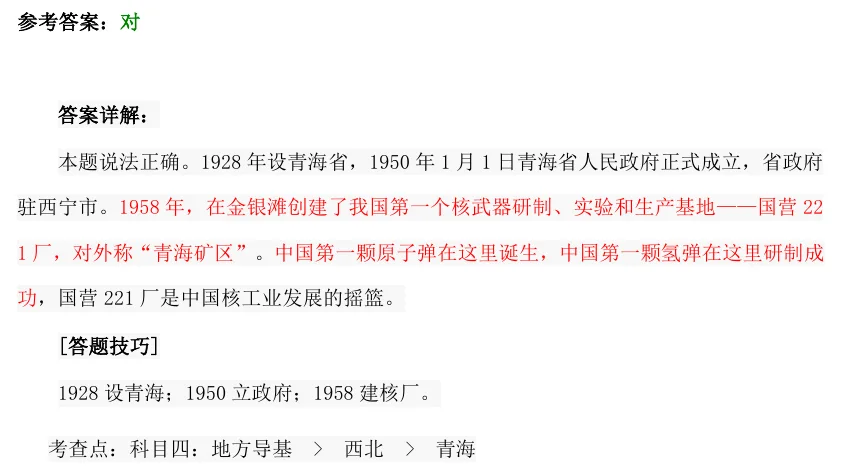 参考答案：对
答案详解：
本题说法正确。1928 年设青海省，1950 年 1 月 1 日青海省人民政府正式成立，省政府
驻西宁市。1958 年，在金银滩创建了我国第一个核武器研制、实验和生产基地——国营 22
1 厂，对外称“青海矿区”。中国第一颗原子弹在这里诞生，中国第一颗氢弹在这里研制成
功，国营 221 厂是中国核工业发展的摇篮。
[答题技巧]
1928 设青海；1950 立政府；1958 建核厂。
考查点：科目四：地方导基 > 西北 > 青海